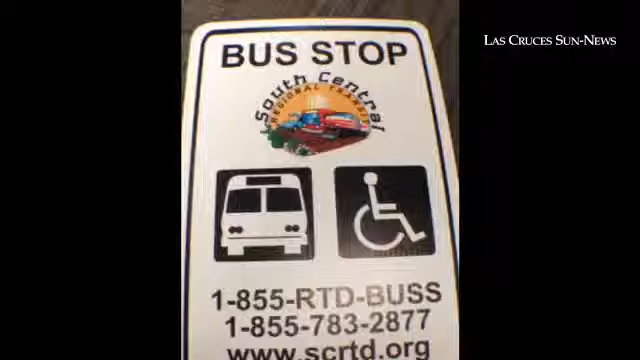 LAS CRUCES SUN-NEWS
BUS STOP
South Central
REGIONAL TRANSIT
1-855-RTD-BUSS
1-855-783-2877
www.scrtd.org